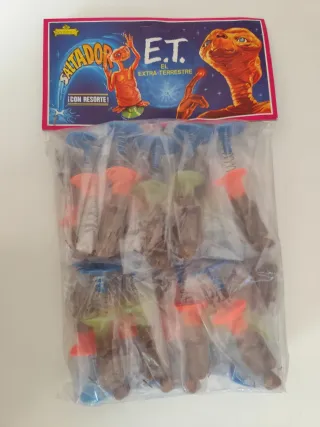 SALTADOR
E.T.
EL
EXTRA-TERRESTRE
¡CON RESORTE!